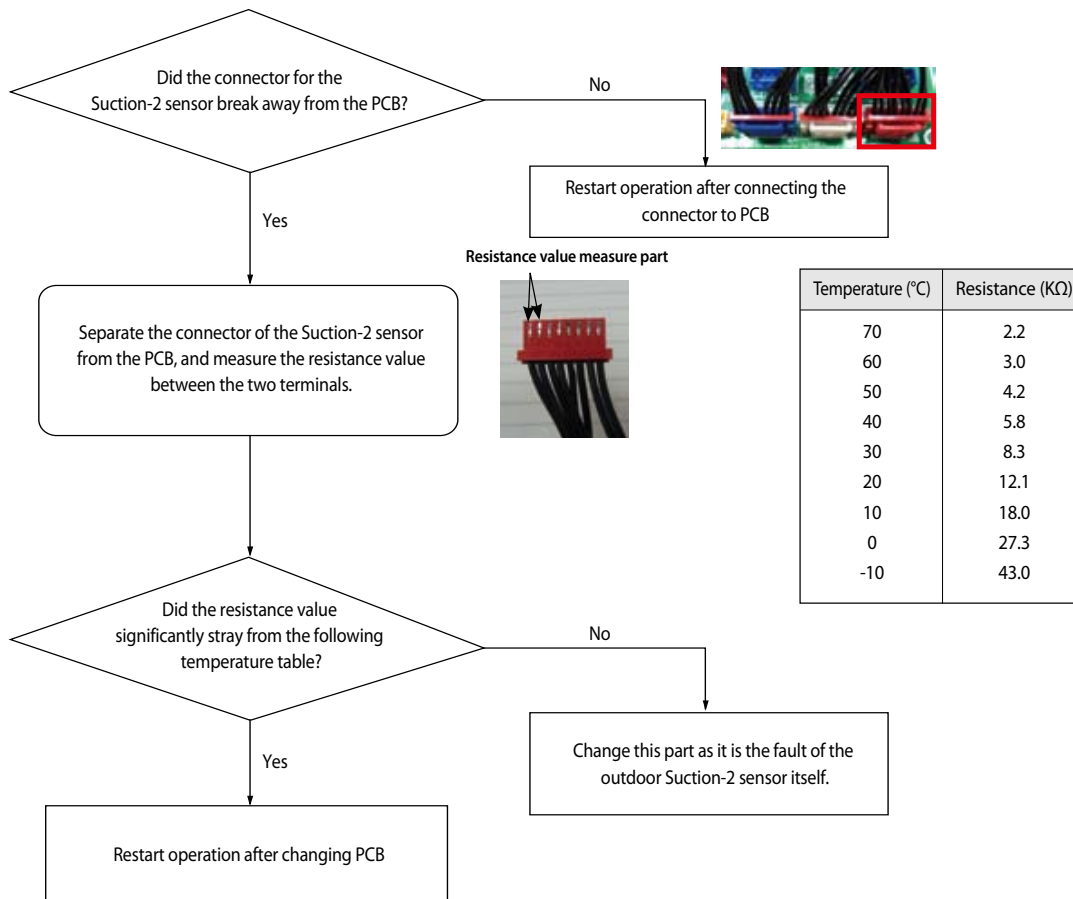 Did the connector for the
Suction-2 sensor break away from the PCB?
No
Restart operation after connecting the
connector to PCB
Yes
Resistance value measure part
Separate the connector of the Suction-2 sensor
from the PCB, and measure the resistance value
between the two terminals.
Temperature (°C) Resistance (KΩ)
70 2.2
60 3.0
50 4.2
40 5.8
30 8.3
20 12.1
10 18.0
0 27.3
-10 43.0
Did the resistance value
significantly stray from the following
temperature table?
No
Change this part as it is the fault of the
outdoor Suction-2 sensor itself.
Yes
Restart operation after changing PCB